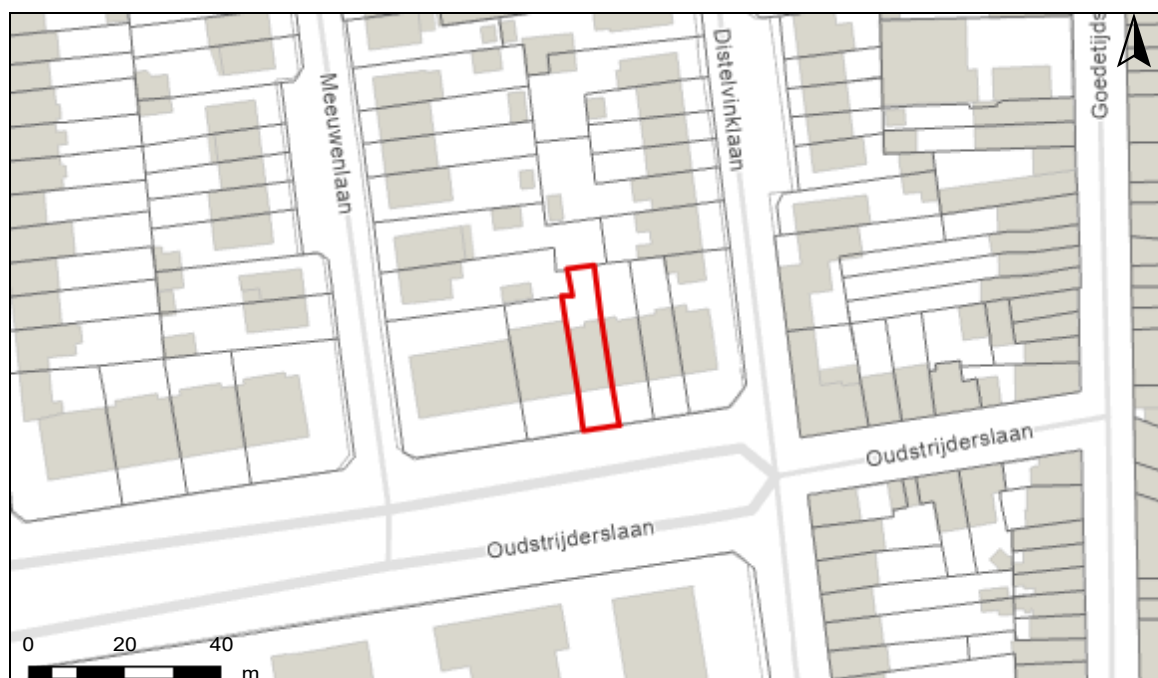 Meeuwenlaan
Distelvinklaan
Goedetijds
Oudstrijderslaan
Oudstrijderslaan
0 20 40
m